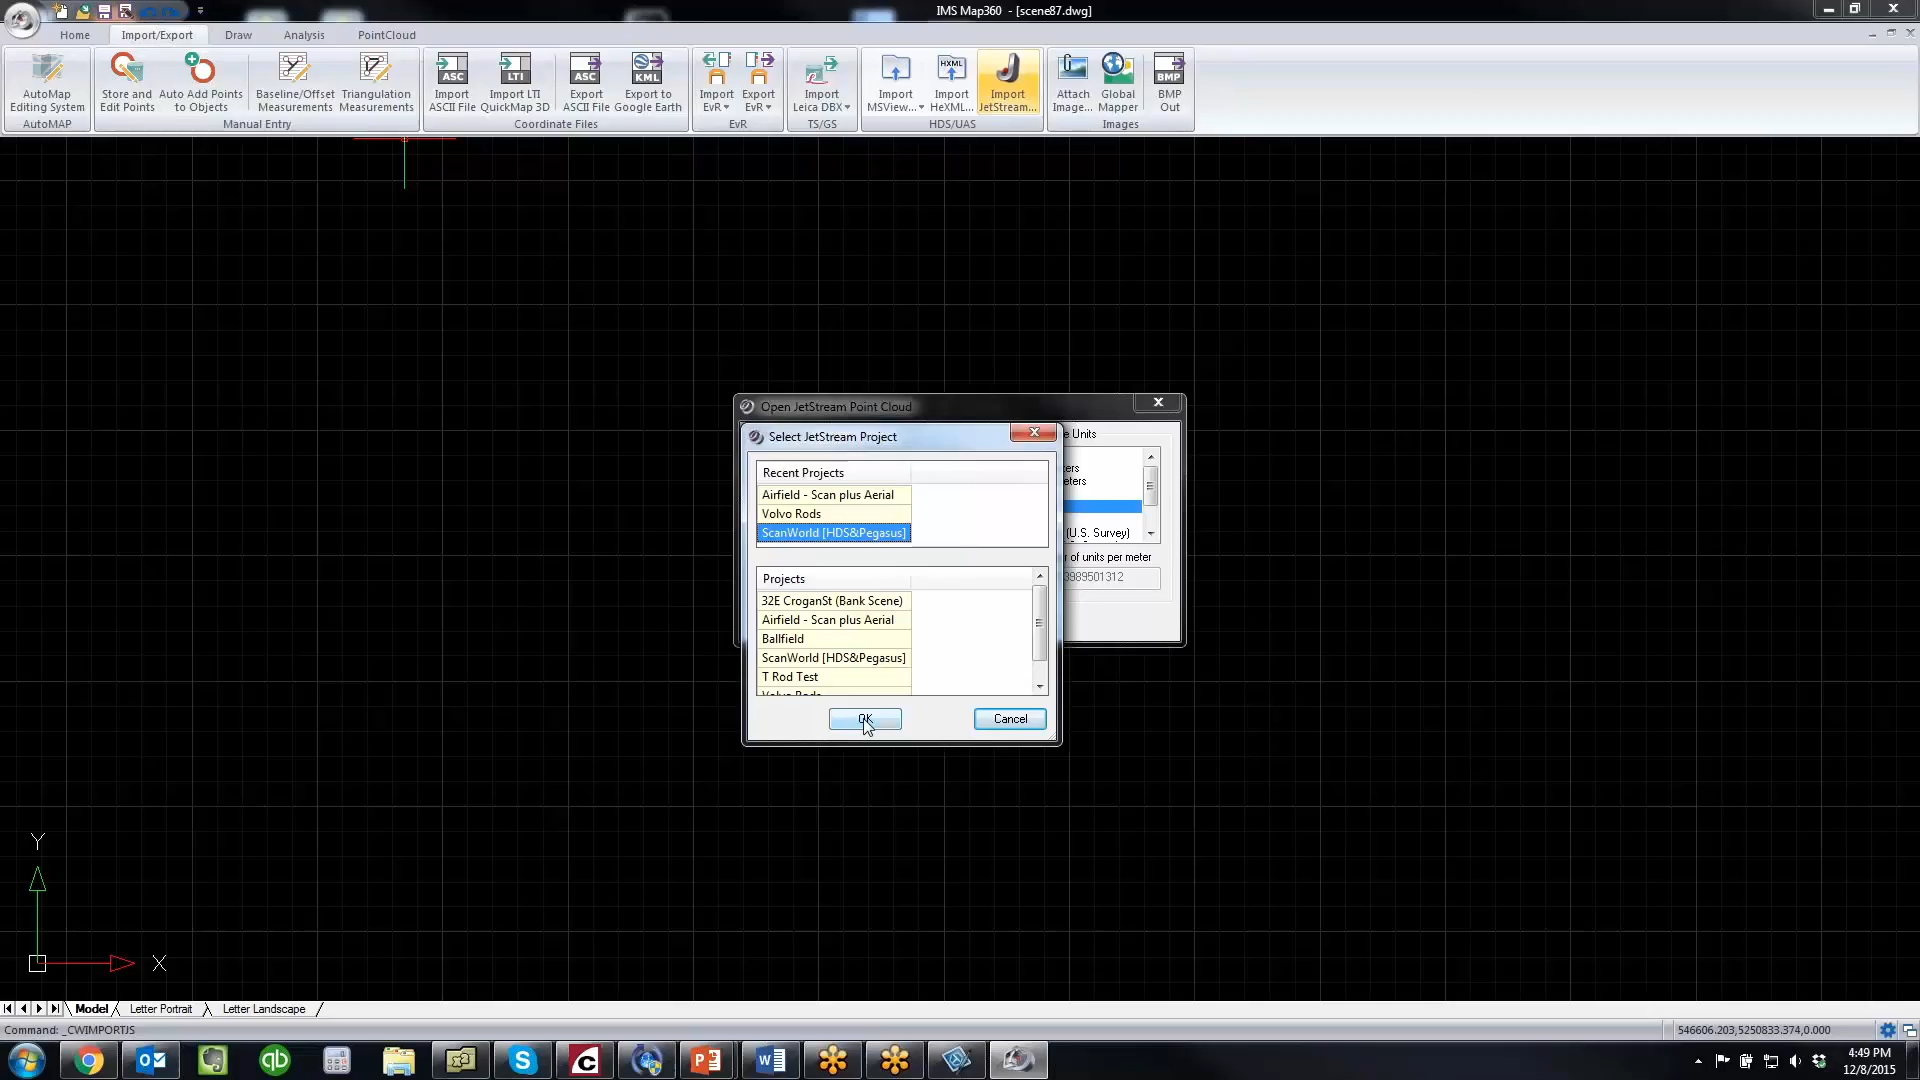 IMS Map360 - [scene87.dwg]
Home Import/Export Draw Analysis PointCloud
AutoMap Editing System
Store and Edit Points
Auto Add Points to Objects
Baseline/Offset Measurements
Triangulation Measurements
ASC
Import ASCII File
LTI
Import LTI QuickMap 3D
ASC
Export ASCII File
KML
Export to Google Earth
Import EvR
Export EvR
Import Leica DBX
Import MSView...
HXML
Import HeXML...
Import JetStream...
Attach Image...
Global Mapper
BMP
BMP Out
AutoMAP Manual Entry Coordinate Files EvR TS/GS HDS/UAS Images
Open JetStream Point Cloud
Select JetStream Project
Recent Projects
Airfield - Scan plus Aerial
Volvo Rods
ScanWorld [HDS&Pegasus]
Projects
32E CroganSt (Bank Scene)
Airfield - Scan plus Aerial
Ballfield
ScanWorld [HDS&Pegasus]
T Rod Test
OK Cancel
Units
(U.S. Survey)
of units per meter
3989501312
Y
X
Model Letter Portrait Letter Landscape
Command: _CWIMPORTJS
546606.203,5250833.374,0.000
4:49 PM
12/8/2015